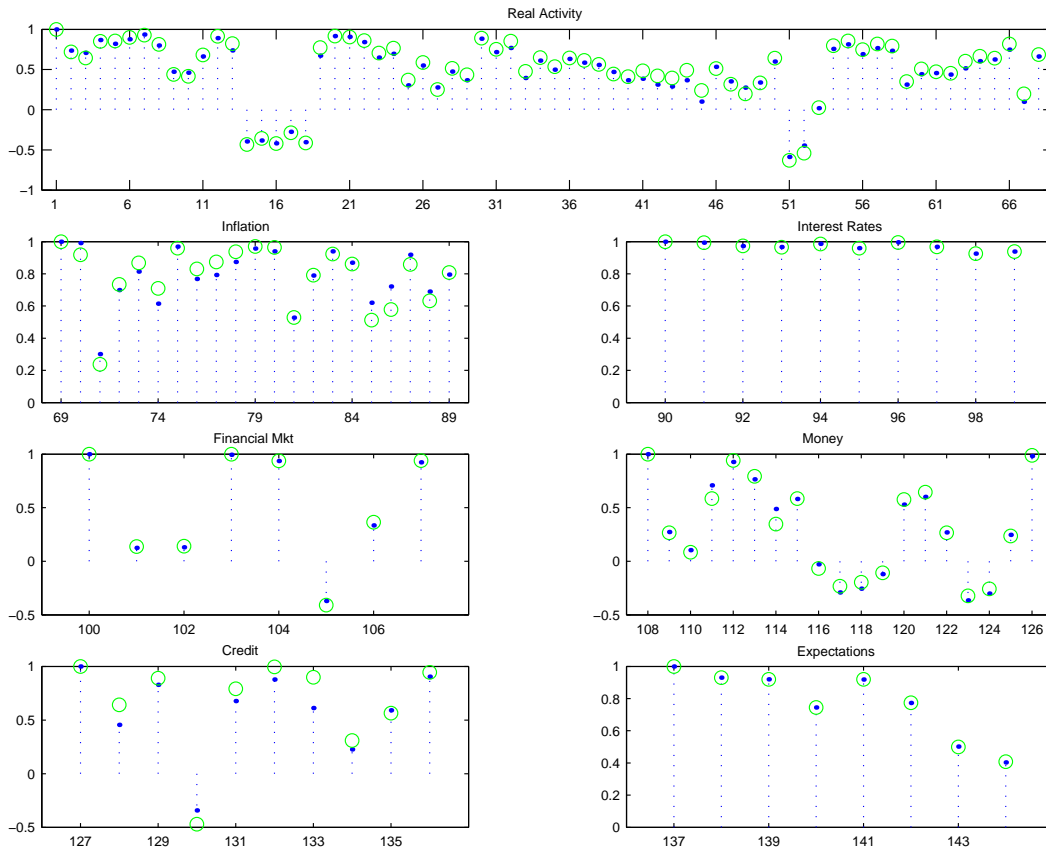 Real Activity
1
0.5
0
−0.5
−1
1 6 11 16 21 26 31 36 41 46 51 56 61 66
Inflation
1
0.8
0.6
0.4
0.2
0
69 74 79 84 89
Interest Rates
1
0.8
0.6
0.4
0.2
0
90 92 94 96 98
Financial Mkt
1
0.5
0
−0.5
100 102 104 106
Money
1
0.5
0
−0.5
108 110 112 114 116 118 120 122 124 126
Credit
1
0.5
0
−0.5
127 129 131 133 135
Expectations
1
0.8
0.6
0.4
0.2
0
137 139 141 143